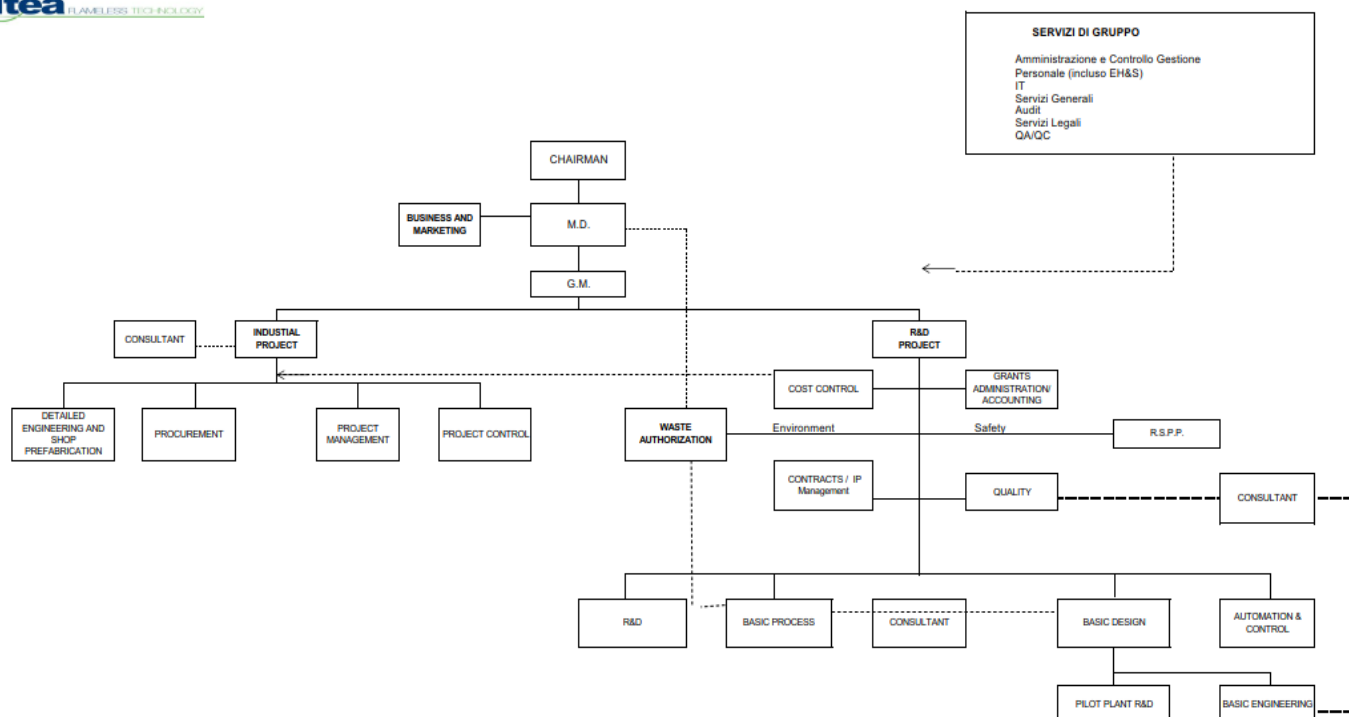 itea FLAMELESS TECHNOLOGY
SERVIZI DI GRUPPO
Amministrazione e Controllo Gestione
Personale (incluso EH&S)
IT
Servizi Generali
Audit
Servizi Legali
QA/QC
CHAIRMAN
BUSINESS AND
MARKETING
M.D.
G.M.
CONSULTANT
INDUSTIAL
PROJECT
R&D
PROJECT
COST CONTROL
GRANTS
ADMINISTRATION/
ACCOUNTING
DETAILED
ENGINEERING AND
SHOP
PREFABRICATION
PROCUREMENT
PROJECT
MANAGEMENT
PROJECT CONTROL
WASTE
AUTHORIZATION
Environment
Safety
R.S.P.P.
CONTRACTS / IP
Management
QUALITY
CONSULTANT
R&D
BASIC PROCESS
CONSULTANT
BASIC DESIGN
AUTOMATION &
CONTROL
PILOT PLANT R&D
BASIC ENGINEERING